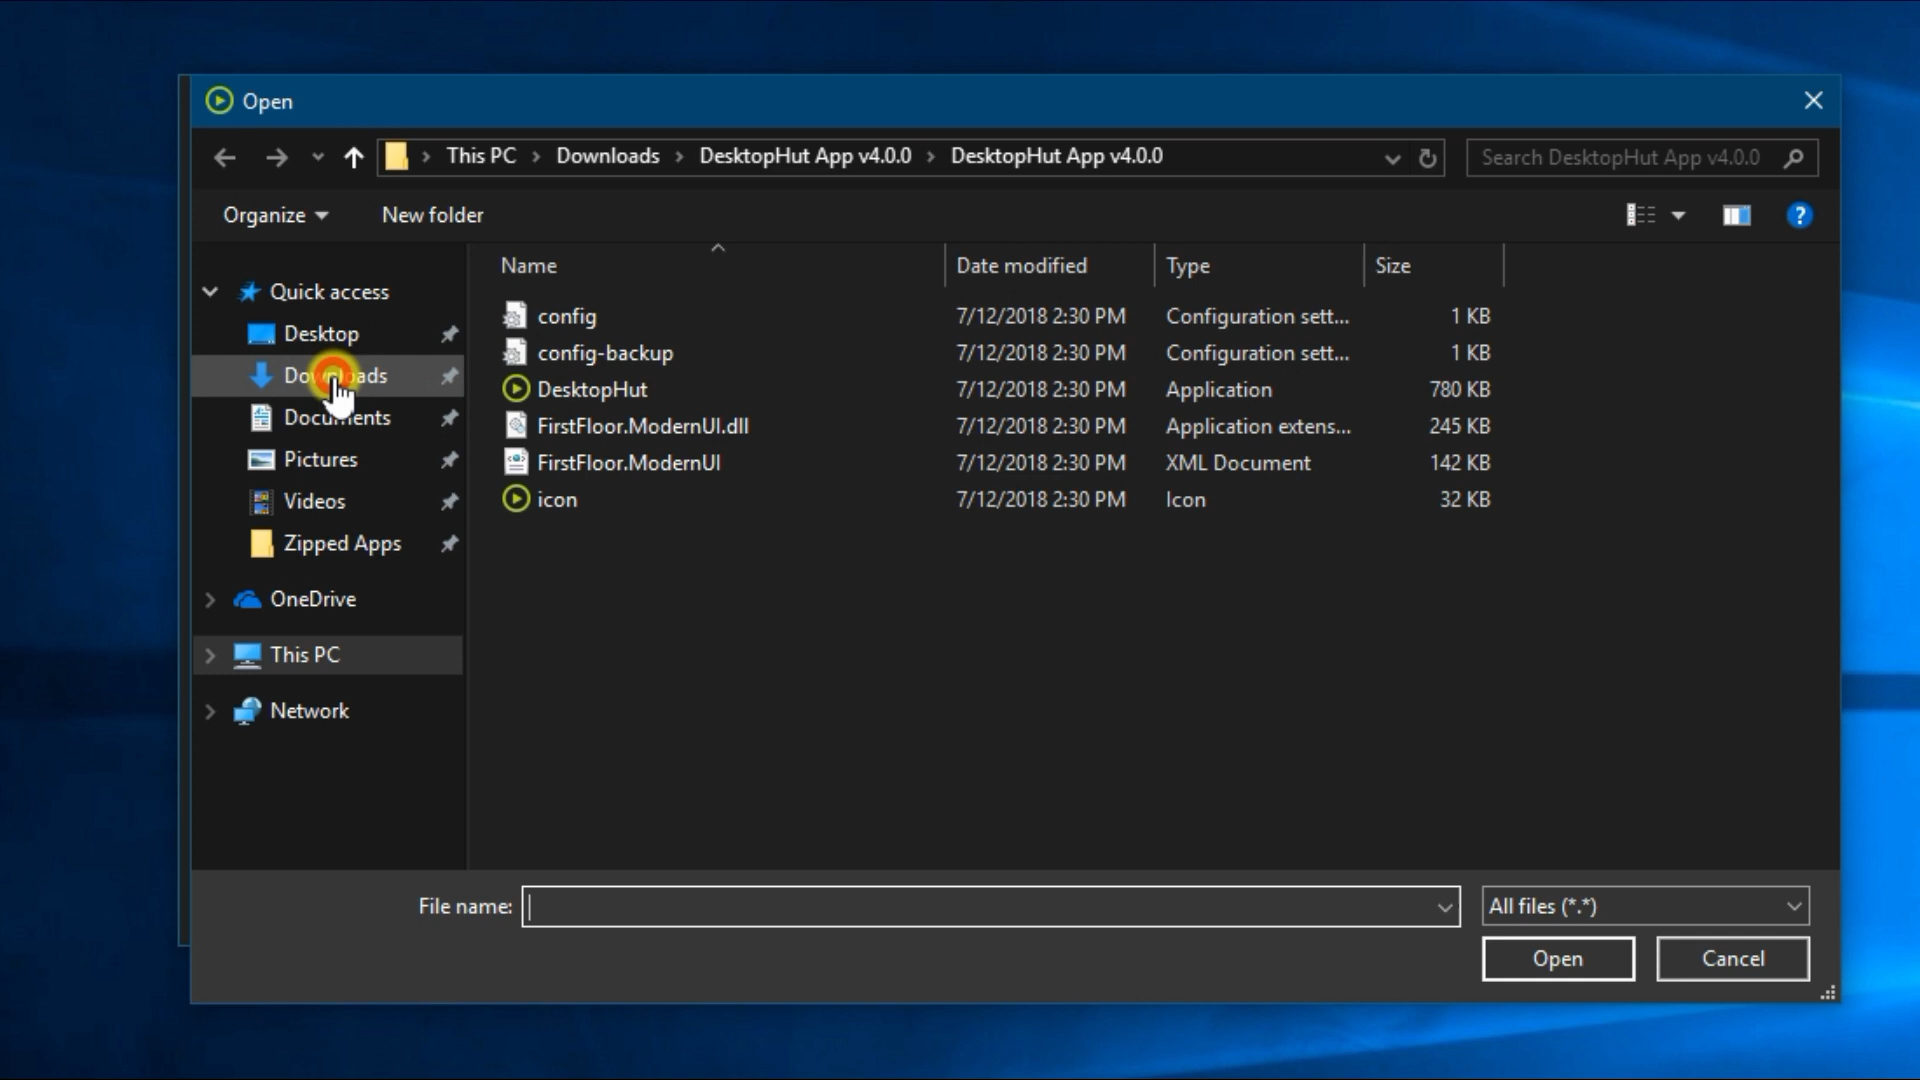 Open
This PC > Downloads > DesktopHut App v4.0.0 > DesktopHut App v4.0.0
Search DesktopHut App v4.0.0
Organize
New folder
?
Name
Date modified
Type
Size
Quick access
Desktop
Downloads
Documents
Pictures
Videos
Zipped Apps
OneDrive
This PC
Network
config 7/12/2018 2:30 PM Configuration sett... 1 KB
config-backup 7/12/2018 2:30 PM Configuration sett... 1 KB
DesktopHut 7/12/2018 2:30 PM Application 780 KB
FirstFloor.ModernUI.dll 7/12/2018 2:30 PM Application extens... 245 KB
FirstFloor.ModernUI 7/12/2018 2:30 PM XML Document 142 KB
icon 7/12/2018 2:30 PM Icon 32 KB
File name:
All files (*.*)
Open
Cancel